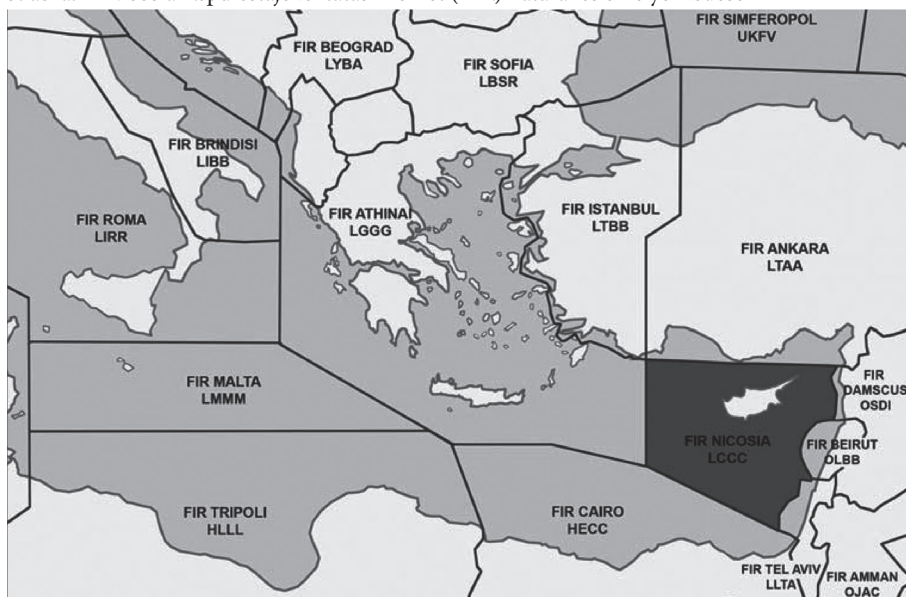 FIR SIMFEROPOL
UKFV
FIR BEOGRAD
LYBA
FIR SOFIA
LBSR
FIR BRINDISI
LIBB
FIR ROMA
LIRR
FIR ATHINAI
LGGG
FIR ISTANBUL
LTBB
FIR ANKARA
LTAA
FIR MALTA
LMMM
FIR
DAMSCUS
OSDI
FIR NICOSIA
LCCC
FIR BEIRUT
OLBB
FIR TRIPOLI
HLLL
FIR CAIRO
HECC
FIR TEL AVIV
LLTA
FIR AMMAN
OJAC